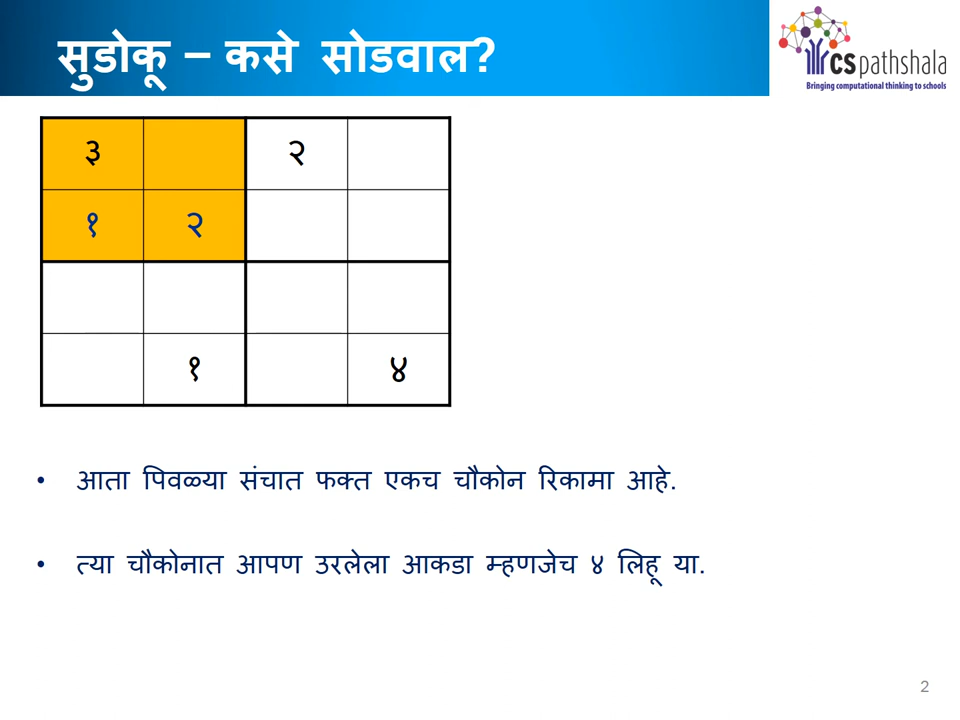 सुडोकू – कसे सोडवाल?
CSpathshala
Bringing computational thinking to schools
३ २
१ २
१ ४
• आता पिवळ्या संचात फक्त एकच चौकोन रिकामा आहे.
• त्या चौकोनात आपण उरलेला आकडा म्हणजेच ४ लिहू या.
2